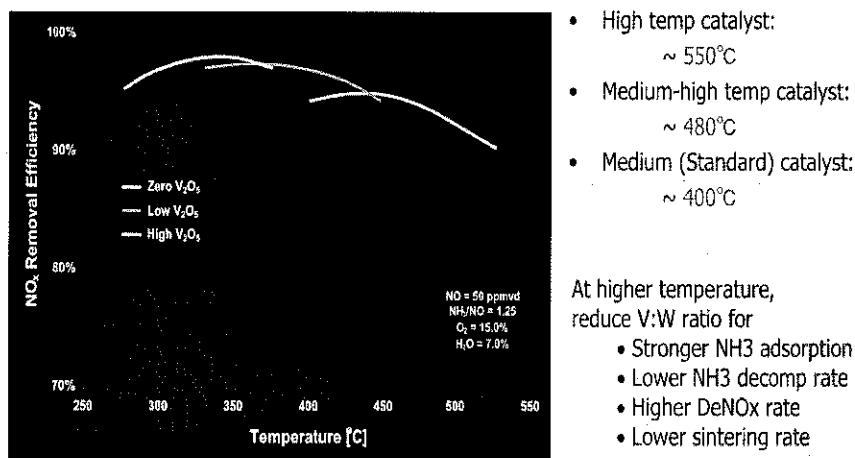 100%
90%
80%
70%
NOx Removal Efficiency
Zero V2O5
Low V2O5
High V2O5
NO = 50 ppmvd
NH3/NO = 1.25
O2 = 15.0%
H2O = 7.0%
250 300 350 400 450 500 550
Temperature [C]
• High temp catalyst:
~ 550°C
• Medium-high temp catalyst:
~ 480°C
• Medium (Standard) catalyst:
~ 400°C
At higher temperature,
reduce V:W ratio for
• Stronger NH3 adsorption
• Lower NH3 decomp rate
• Higher DeNOx rate
• Lower sintering rate